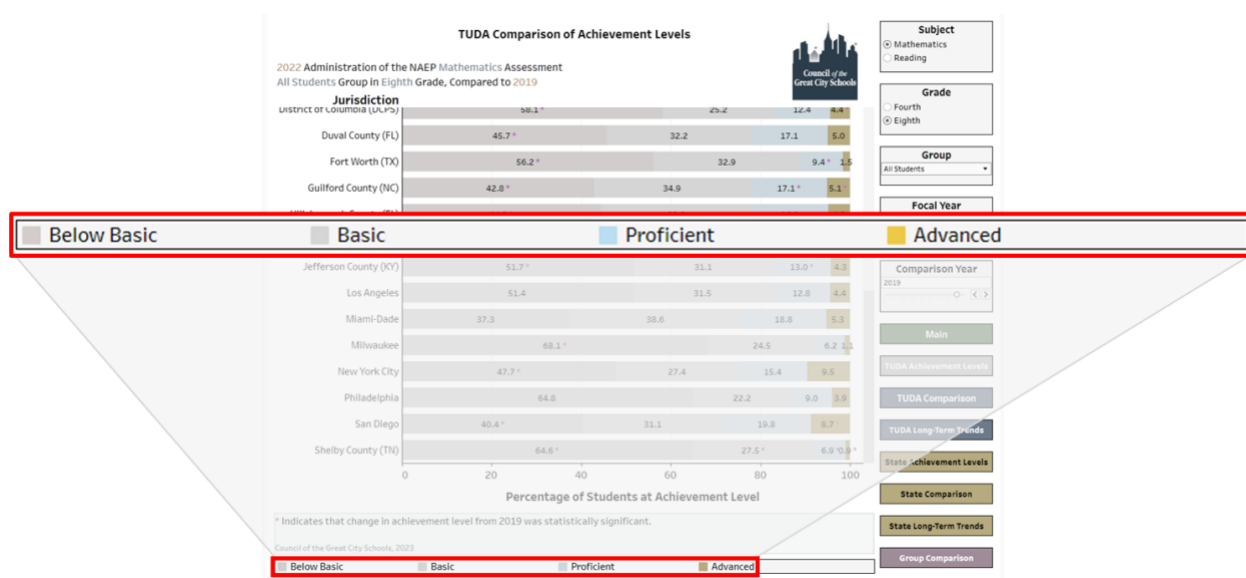 TUDA Comparison of Achievement Levels
2022 Administration of the NAEP Mathematics Assessment
All Students Group in Eighth Grade, Compared to 2019
Council of the
Great City Schools
Jurisdiction
District of Columbia (DCPS) 58.1 * 25.2 12.4 4.4
Duval County (FL) 45.7 * 32.2 17.1 5.0
Fort Worth (TX) 56.2 * 32.9 9.4 * 1.5
Guilford County (NC) 42.8 * 34.9 17.1 * 5.1 *
Below Basic Basic Proficient Advanced
Jefferson County (KY) 51.7 * 31.1 13.0 * 4.3
Los Angeles 51.4 31.5 12.8 4.4
Miami-Dade 37.3 38.6 18.8 5.3
Milwaukee 68.1 * 24.5 6.2 1.1
New York City 47.7 * 27.4 15.4 9.5
Philadelphia 64.8 22.2 9.0 3.9
San Diego 40.4 * 31.1 19.8 8.7
Shelby County (TN) 64.6 * 27.5 * 6.9 * 0.9 *
0 20 40 60 80 100
Percentage of Students at Achievement Level
* Indicates that change in achievement level from 2019 was statistically significant.
Council of the Great City Schools, 2023
Below Basic Basic Proficient Advanced
Subject
Mathematics
Reading
Grade
Fourth
Eighth
Group
All Students
Focal Year
Comparison Year
2019
Main
TUDA Achievement Levels
TUDA Comparison
TUDA Long-Term Trends
State Achievement Levels
State Comparison
State Long-Term Trends
Group Comparison